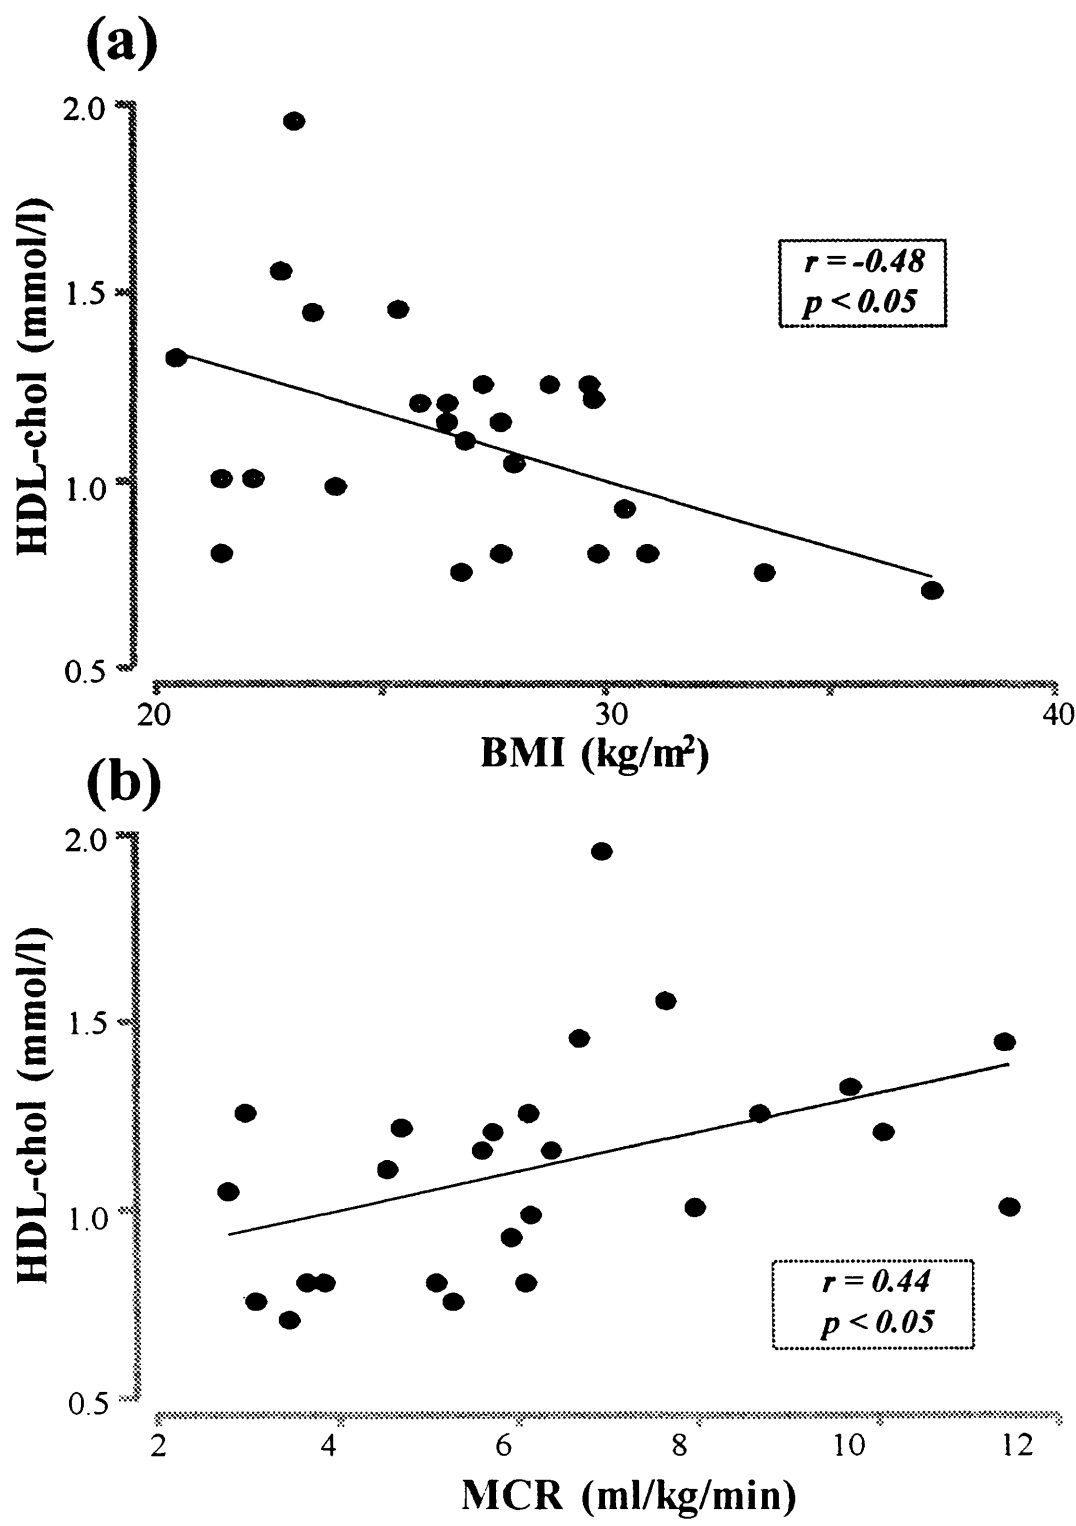 (a)
2.0
1.5
1.0
0.5
HDL-chol (mmol/l)
r = -0.48
p < 0.05
20 30 40
BMI (kg/m²)
(b)
2.0
1.5
1.0
0.5
HDL-chol (mmol/l)
r = 0.44
p < 0.05
2 4 6 8 10 12
MCR (ml/kg/min)